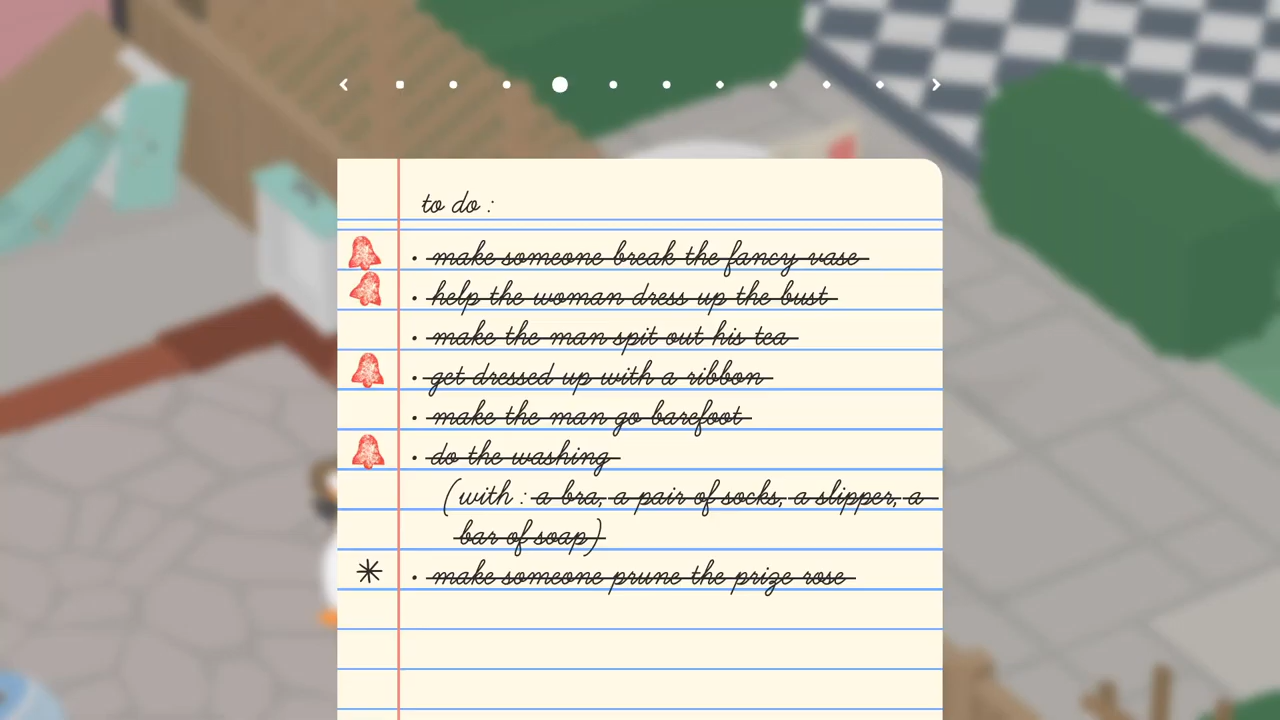 to do :
• make someone break the fancy vase
• help the woman dress up the bust
• make the man spit out his tea
• get dressed up with a ribbon
• make the man go barefoot
• do the washing
(with : a bra, a pair of socks, a slipper, a
bar of soap)
• make someone prune the prize rose